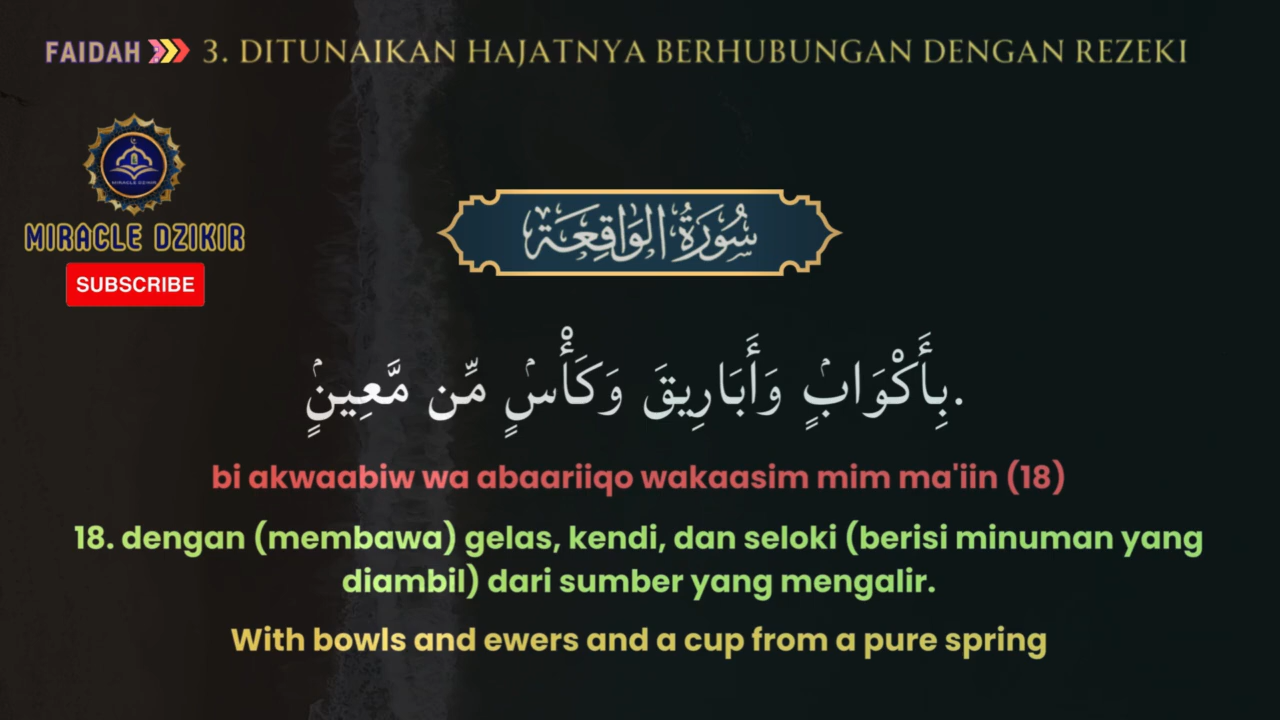 FAIDAH 3. DITUNAIKAN HAJATNYA BERHUBUNGAN DENGAN REZEKI
MIRACLE DZIKIR
MIRACLE DZIKIR
SUBSCRIBE
سُورَةُ الوَاقِعَة
بِأَكْوَابٍۢ وَأَبَارِيقَ وَكَأْسٍۢ مِّن مَّعِينٍۢ.
bi akwaabiw wa abaariiqo wakaasim mim ma'iin (18)
18. dengan (membawa) gelas, kendi, dan seloki (berisi minuman yang
diambil) dari sumber yang mengalir.
With bowls and ewers and a cup from a pure spring